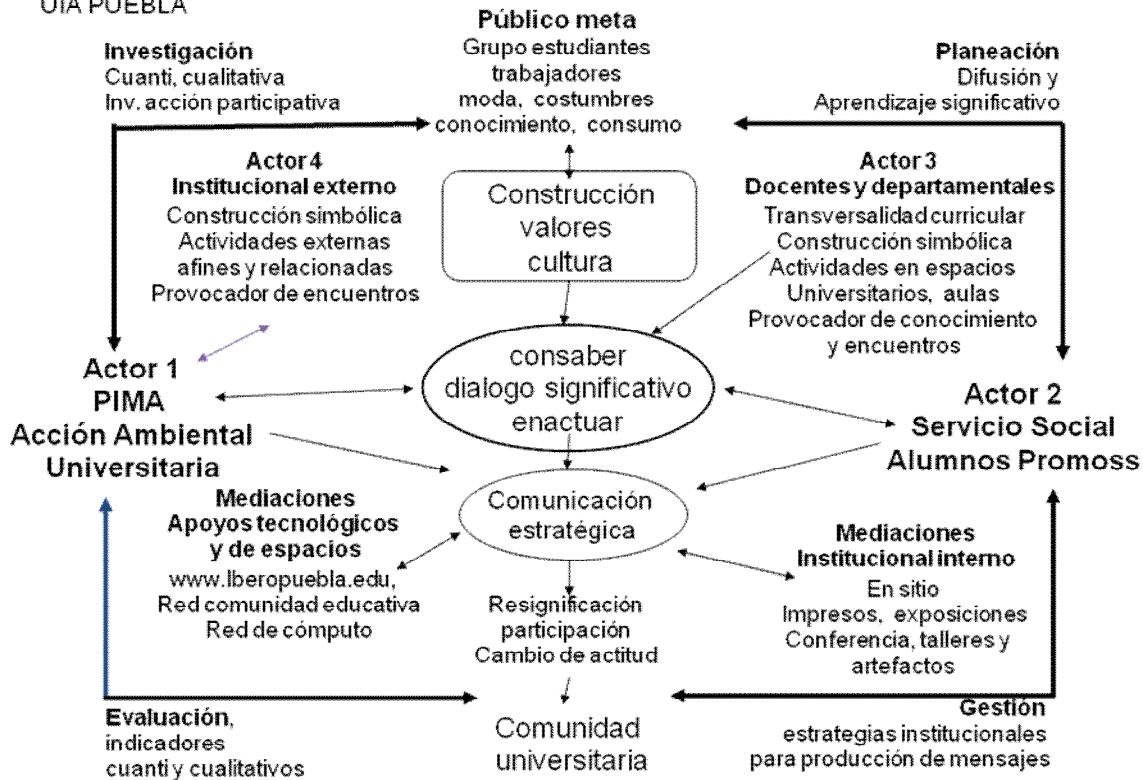 UIA PUEBLA
Público meta
Grupo estudiantes
trabajadores
moda, costumbres
conocimiento, consumo
Investigación
Cuanti, cualitativa
Inv. acción participativa
Planeación
Difusión y
Aprendizaje significativo
Actor 4
Institucional externo
Construcción simbólica
Actividades externas
afines y relacionadas
Provocador de encuentros
Construcción
valores
cultura
Actor 3
Docentes y departamentales
Transversalidad curricular
Construcción simbólica
Actividades en espacios
Universitarios, aulas
Provocador de conocimiento
y encuentros
Actor 1
PIMA
Acción Ambiental
Universitaria
consaber
dialogo significativo
enactuar
Actor 2
Servicio Social
Alumnos Promoss
Mediaciones
Apoyos tecnológicos
y de espacios
www.Iberopuebla.edu,
Red comunidad educativa
Red de cómputo
Comunicación
estratégica
Mediaciones
Institucional interno
En sitio
Impresos, exposiciones
Conferencia, talleres y
artefactos
Resignificación
participación
Cambio de actitud
Evaluación,
indicadores
cuanti y cualitativos
Comunidad
universitaria
Gestión
estrategias institucionales
para producción de mensajes